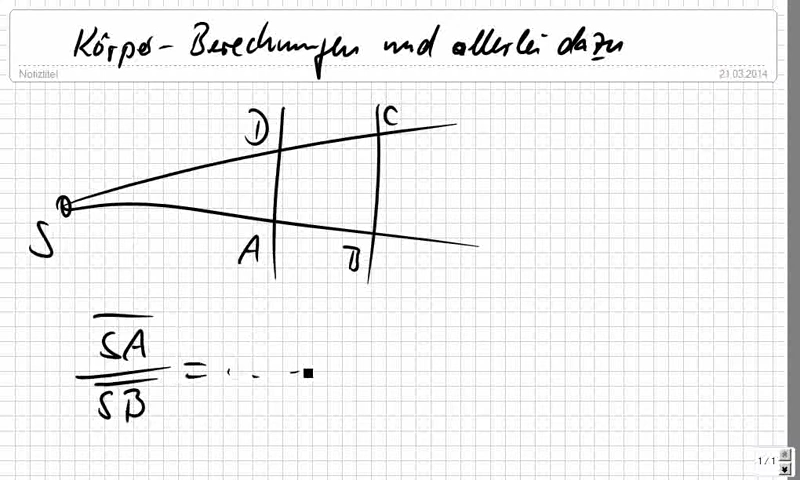 Körper-Berechnungen und allerlei dazu
Notiztitel
21.03.2014
D
C
S
A
B
SA
SB
= ...
1/1